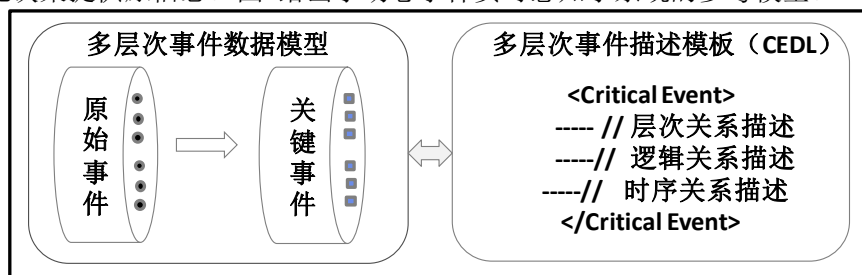 多层次事件数据模型
原始事件
关键事件
多层次事件描述模板（CEDL）
<Critical Event>
----- // 层次关系描述
-----// 逻辑关系描述
-----// 时序关系描述
</Critical Event>